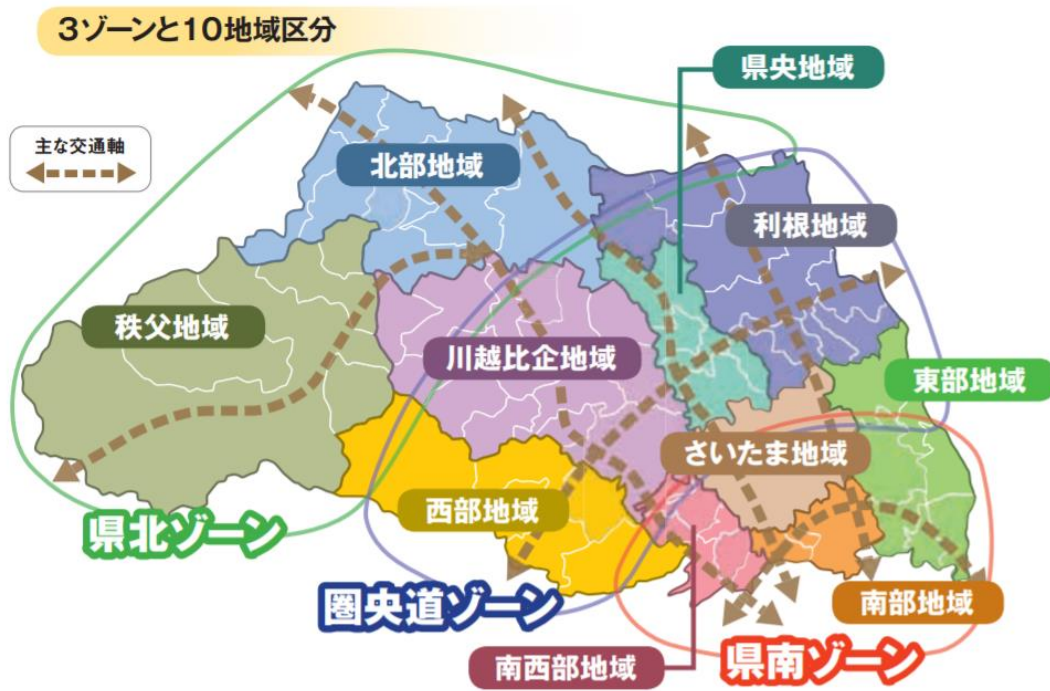 3ゾーンと10地域区分
県央地域
主な交通軸
北部地域
利根地域
秩父地域
川越比企地域
東部地域
さいたま地域
西部地域
県北ゾーン
圏央道ゾーン
南部地域
南西部地域
県南ゾーン